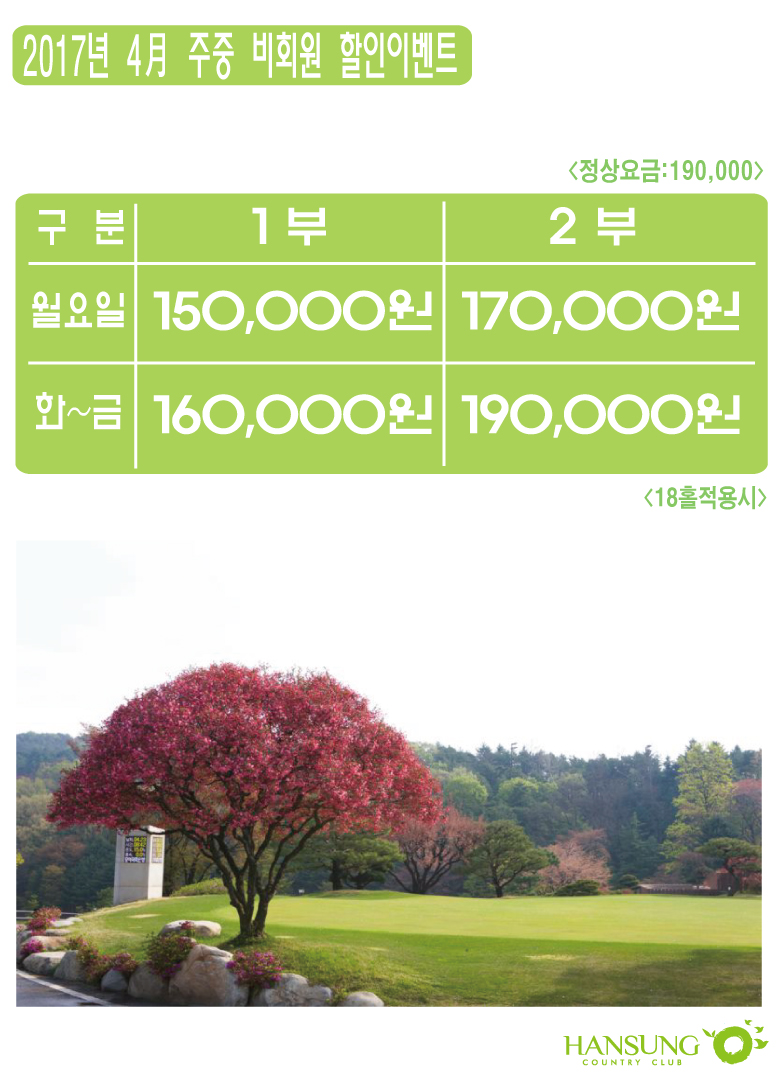 2017년 4月 주중 비회원 할인이벤트
<정상요금:190,000>
구 분 1 부 2 부
월요일 150,000원 170,000원
화~금 160,000원 190,000원
<18홀적용시>
HANSUNG
COUNTRY CLUB